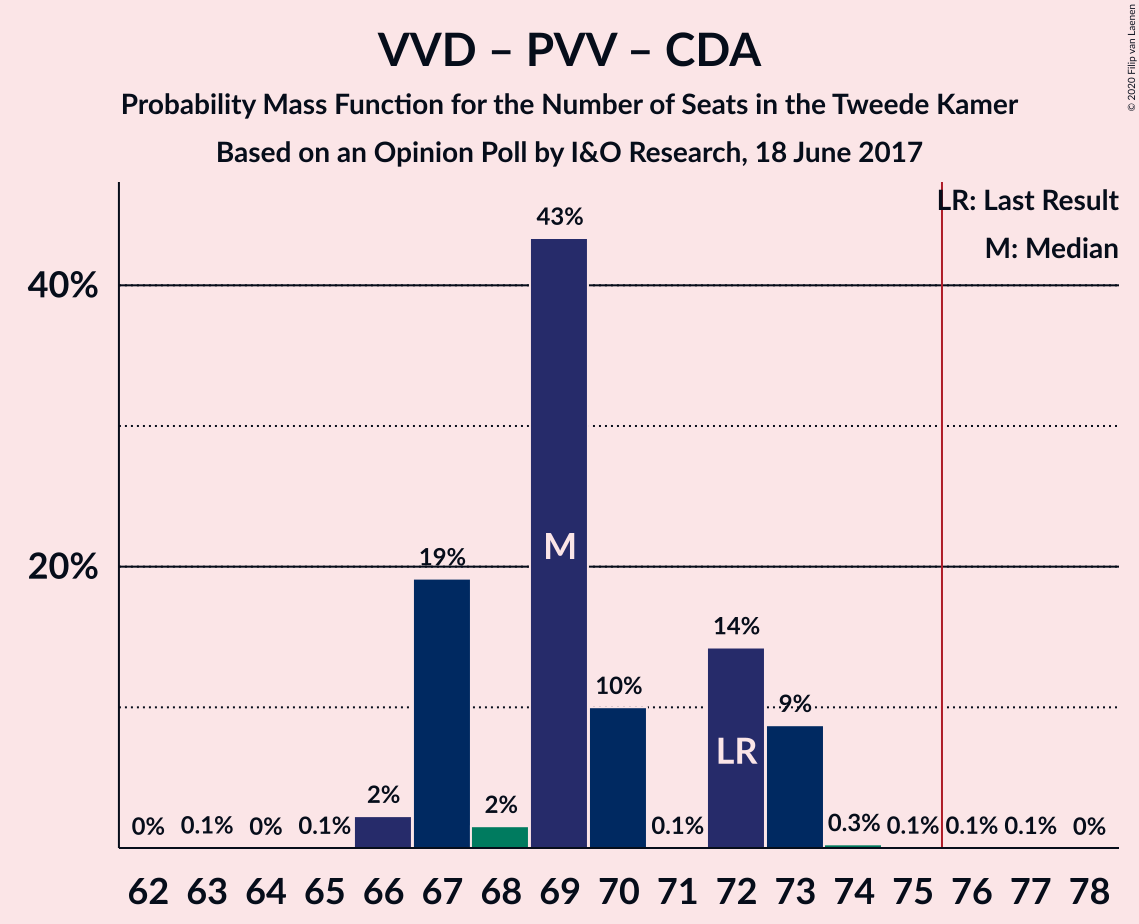 VVD – PVV – CDA
Probability Mass Function for the Number of Seats in the Tweede Kamer
Based on an Opinion Poll by I&O Research, 18 June 2017
© 2020 Filip van Laenen
LR: Last Result
M: Median
40%
20%
0% 0.1% 0% 0.1% 2% 19% 2% 43% 10% 0.1% 14% 9% 0.3% 0.1% 0.1% 0.1% 0%
M
LR
62 63 64 65 66 67 68 69 70 71 72 73 74 75 76 77 78